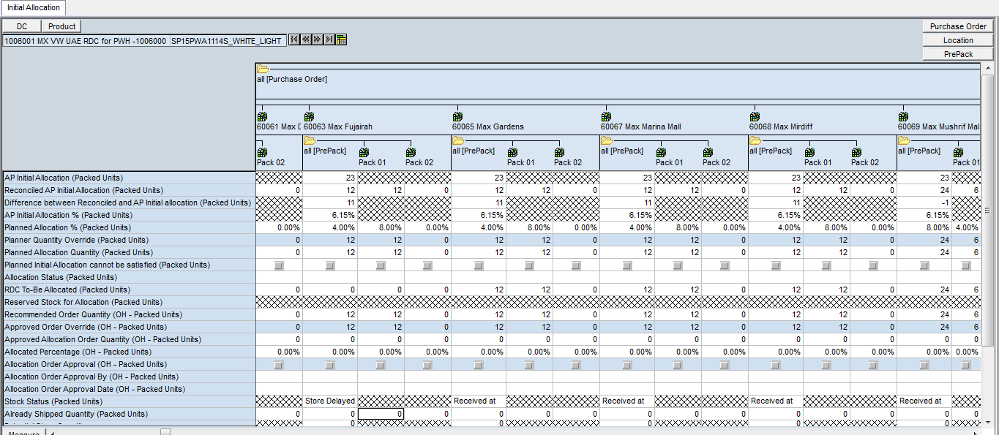 Initial Allocation
DC Product Purchase Order
1006001 MX VW UAE RDC for PWH -1006000 SP15PWA1114S_WHITE_LIGHT Location
PrePack
all [Purchase Order]
60061 Max D 60063 Max Fujairah 60065 Max Gardens 60067 Max Marina Mall 60068 Max Mirdiff 60069 Max Mushrif Mal
all [PrePack] all [PrePack] all [PrePack] all [PrePack] all [PrePack]
Pack 02 Pack 01 Pack 02 Pack 01 Pack 02 Pack 01 Pack 02 Pack 01 Pack 02 Pack 01
AP Initial Allocation (Packed Units) 23 23 23 23 23
Reconciled AP Initial Allocation (Packed Units) 0 12 12 0 12 12 0 12 12 0 12 12 0 24 6
Difference between Reconciled and AP Initial allocation (Packed Units) 11 11 11 11 -1
AP Initial Allocation % (Packed Units) 6.15% 6.15% 6.15% 6.15% 6.15%
Planned Allocation % (Packed Units) 0.00% 4.00% 8.00% 0.00% 4.00% 8.00% 0.00% 4.00% 8.00% 0.00% 4.00% 8.00% 0.00% 8.00% 4.00%
Planner Quantity Override (Packed Units) 0 12 12 0 12 12 0 12 12 0 12 12 0 24 6
Planned Allocation Quantity (Packed Units) 0 12 12 0 12 12 0 12 12 0 12 12 0 24 6
Planned Initial Allocation cannot be satisfied (Packed Units)
Allocation Status (Packed Units)
RDC To-Be Allocated (Packed Units) 0 0 0 0 12 12 0 12 12 0 12 12 0 24 6
Reserved Stock for Allocation (Packed Units)
Recommended Order Quantity (OH - Packed Units) 0 12 12 0 12 12 0 12 12 0 12 12 0 24 6
Approved Order Override (OH - Packed Units) 0 12 12 0 12 12 0 12 12 0 12 12 0 24 6
Approved Allocation Order Quantity (OH - Packed Units) 0 0 0 0 0 0 0 0 0 0 0 0 0 0 0
Allocated Percentage (OH - Packed Units) 0.00% 0.00% 0.00% 0.00% 0.00% 0.00% 0.00% 0.00% 0.00% 0.00% 0.00% 0.00% 0.00% 0.00% 0.00%
Allocation Order Approval (OH - Packed Units)
Allocation Order Approval By (OH - Packed Units)
Allocation Order Approval Date (OH - Packed Units)
Stock Status (Packed Units) Store Delayed Received at Received at Received at Received at
Already Shipped Quantity (Packed Units) 0 0 0 0 0 0 0 0 0 0 0 0 0 0 0
0 0 0 0 0
Measure